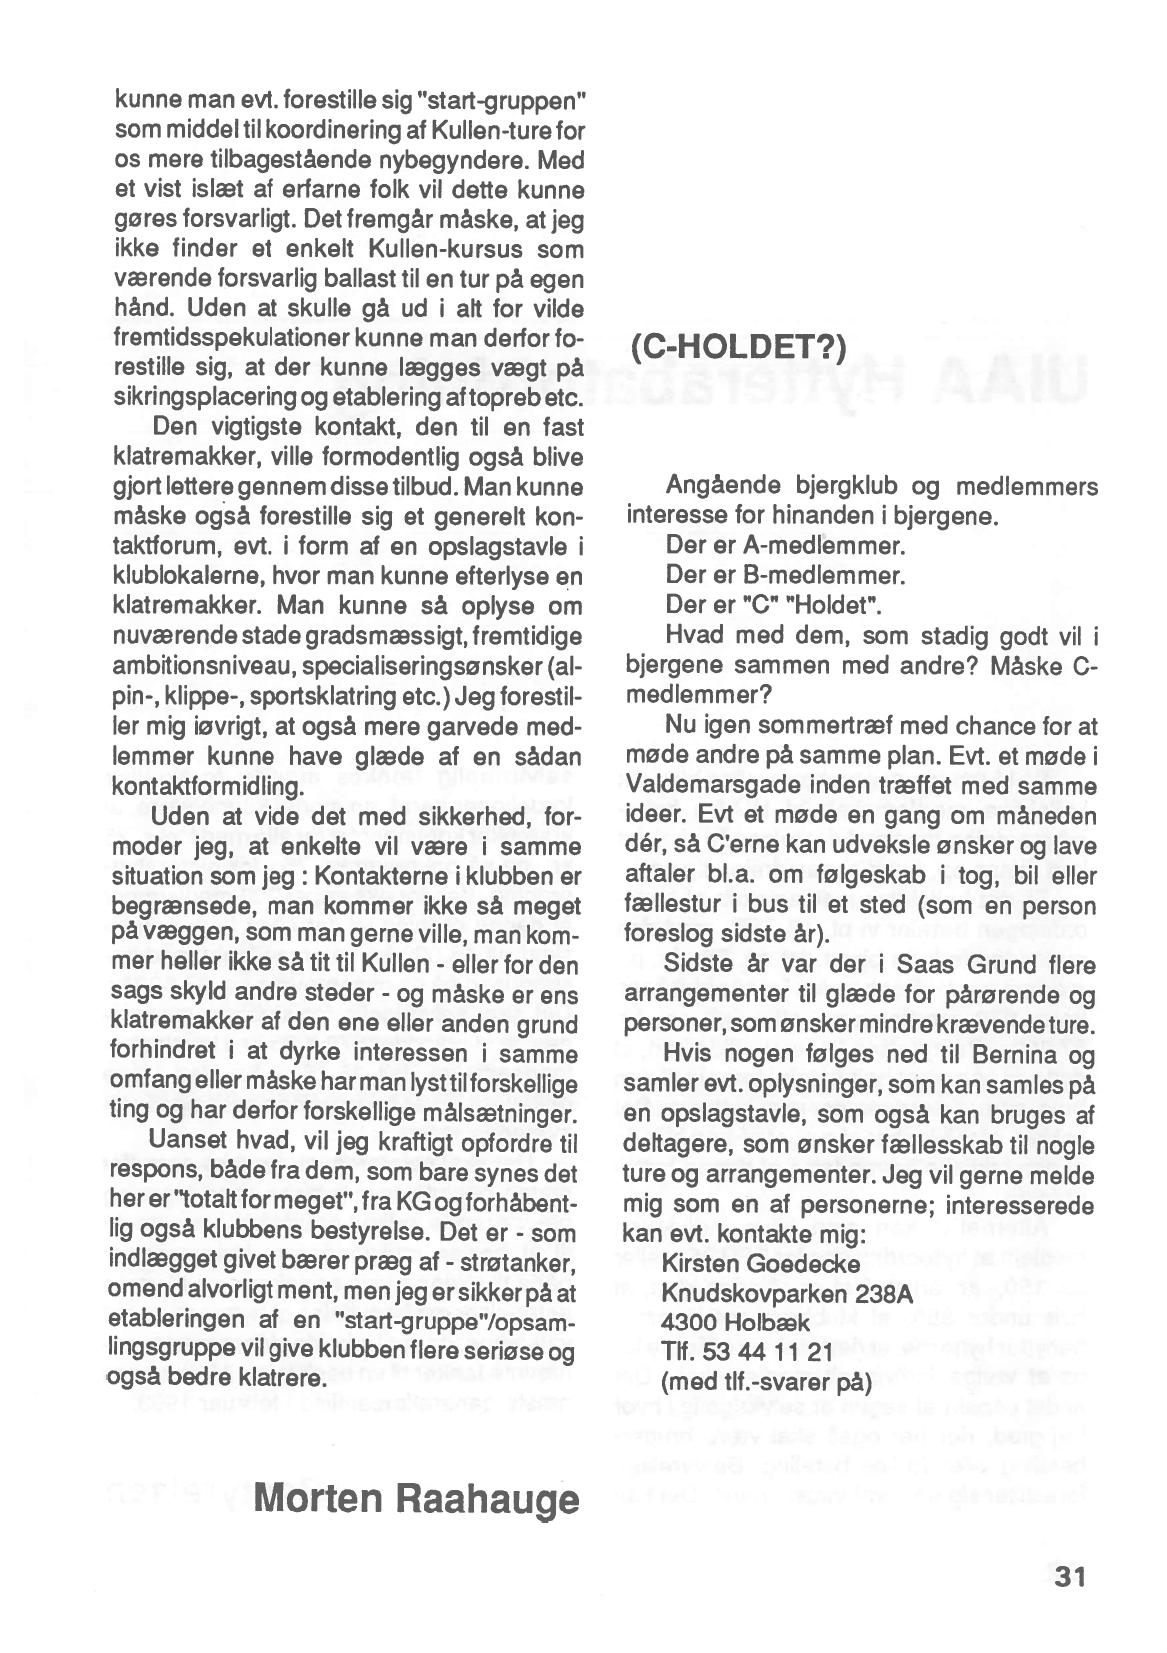 kunne man evt. forestille sig "start-gruppen"
som middel til koordinering af Kullen-ture for
os mere tilbagestående nybegyndere. Med
et vist islæt af erfarne folk vil dette kunne
gøres forsvarligt. Det fremgår måske, at jeg
ikke finder et enkelt Kullen-kursus som
værende forsvarlig ballast til en tur på egen
hånd. Uden at skulle gå ud i alt for vilde
fremtidsspekulationer kunne man derfor fo-
restille sig, at der kunne lægges vægt på
sikringsplacering og etablering af topreb etc.
Den vigtigste kontakt, den til en fast
klatremakker, ville formodentlig også blive
gjort lettere gennem disse tilbud. Man kunne
måske også forestille sig et generelt kon-
taktforum, evt. i form af en opslagstavle i
klublokalerne, hvor man kunne efterlyse en
klatremakker. Man kunne så oplyse om
nuværende stade gradsmæssigt, fremtidige
ambitionsniveau, specialiseringsønsker (al-
pin-, klippe-, sportsklatring etc.) Jeg forestil-
ler mig iøvrigt, at også mere garvede med-
lemmer kunne have glæde af en sådan
kontaktformidling.
Uden at vide det med sikkerhed, for-
moder jeg, at enkelte vil være i samme
situation som jeg : Kontakterne i klubben er
begrænsede, man kommer ikke så meget
på væggen, som man gerne ville, man kom-
mer heller ikke så tit til Kullen - eller for den
sags skyld andre steder - og måske er ens
klatremakker af den ene eller anden grund
forhindret i at dyrke interessen i samme
omfang eller måske har man lyst til forskellige
ting og har derfor forskellige målsætninger.
Uanset hvad, vil jeg kraftigt opfordre til
respons, både fra dem, som bare synes det
her er "totalt for meget", fra KG og forhåbent-
lig også klubbens bestyrelse. Det er - som
indlægget givet bærer præg af - strøtanker,
omend alvorligt ment, men jeg er sikker på at
etableringen af en "start-gruppe"/opsam-
lingsgruppe vil give klubben flere seriøse og
også bedre klatrere.
Morten Raahauge
(C-HOLDET?)
Angående bjergklub og medlemmers
interesse for hinanden i bjergene.
Der er A-medlemmer.
Der er B-medlemmer.
Der er "C" "Holdet".
Hvad med dem, som stadig godt vil i
bjergene sammen med andre? Måske C-
medlemmer?
Nu igen sommertræf med chance for at
møde andre på samme plan. Evt. et møde i
Valdemarsgade inden træffet med samme
ideer. Evt et møde en gang om måneden
dér, så C'erne kan udveksle ønsker og lave
aftaler bl.a. om følgeskab i tog, bil eller
fællestur i bus til et sted (som en person
foreslog sidste år).
Sidste år var der i Saas Grund flere
arrangementer til glæde for pårørende og
personer, som ønsker mindre krævende ture.
Hvis nogen følges ned til Bernina og
samler evt. oplysninger, som kan samles på
en opslagstavle, som også kan bruges af
deltagere, som ønsker fællesskab til nogle
ture og arrangementer. Jeg vil gerne melde
mig som en af personerne; interesserede
kan evt. kontakte mig:
Kirsten Goedecke
Knudskovparken 238A
4300 Holbæk
Tlf. 53 44 11 21
(med tlf.-svarer på)
31